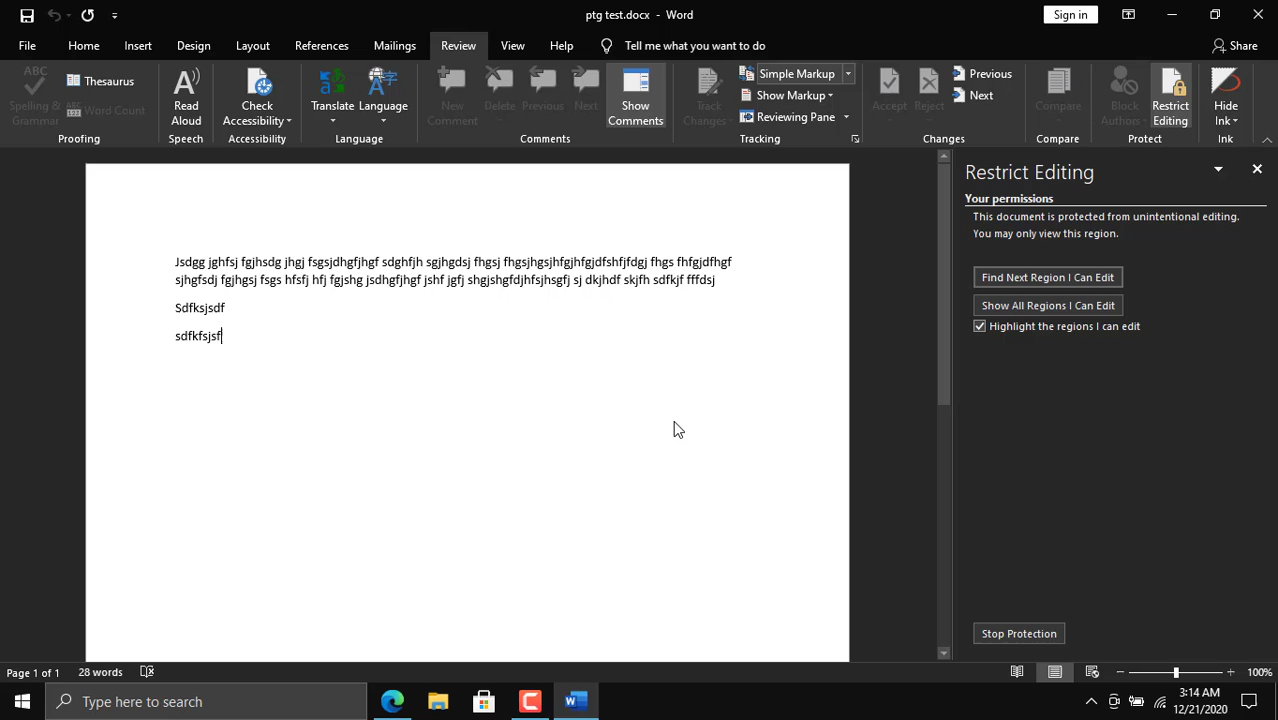 ptg test.docx - Word
Sign in
File Home Insert Design Layout References Mailings Review View Help Tell me what you want to do Share
ABC Spelling & Grammar
Thesaurus
Word Count
Read Aloud
Check Accessibility
Translate
Language
New Comment
Delete
Previous
Next
Show Comments
Track Changes
Simple Markup
Show Markup
Reviewing Pane
Accept
Reject
Previous
Next
Compare
Block Authors
Restrict Editing
Hide Ink
Proofing Speech Accessibility Language Comments Tracking Changes Compare Protect Ink
Jsdgg jghfsj fgjhsdg jhgj fsgsjdhgfjhgf sdghfjh sgjhgdsj fhgsj fhgsjhgsjhfgjhfgjdfshfjfdgj fhgs fhfgjdfhgf
sjhgfsdj fgjhgsj fsgs hfsfj hfj fgjshg jsdhgfjhgf jshf jgfj shgjshgfdjhfsjhsgfj sj dkjhdf skjfh sdfkjf fffdsj
Sdfksjsdf
sdfkfsjsf
Restrict Editing
Your permissions
This document is protected from unintentional editing.
You may only view this region.
Find Next Region I Can Edit
Show All Regions I Can Edit
Highlight the regions I can edit
Stop Protection
Page 1 of 1 28 words 100%
Type here to search
3:14 AM
12/21/2020